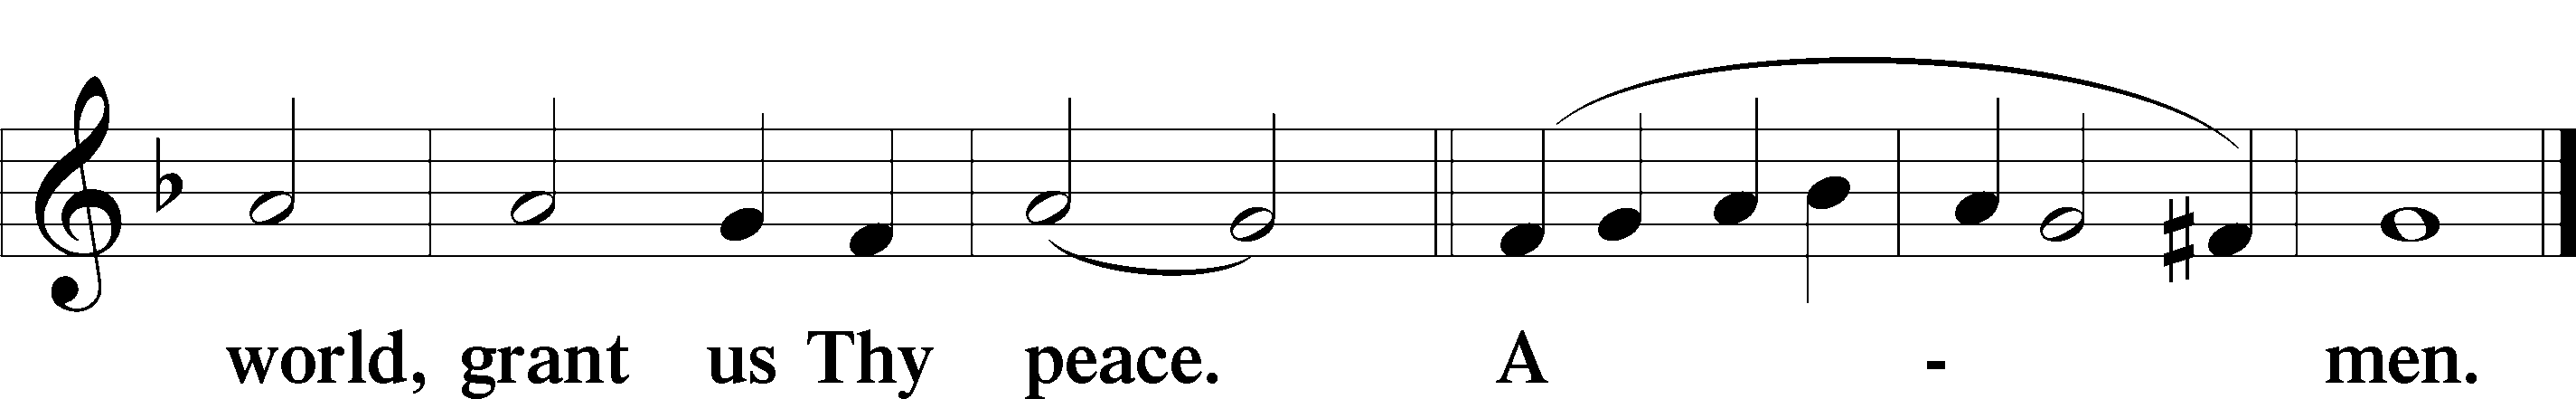 world, grant us Thy peace. A - men.